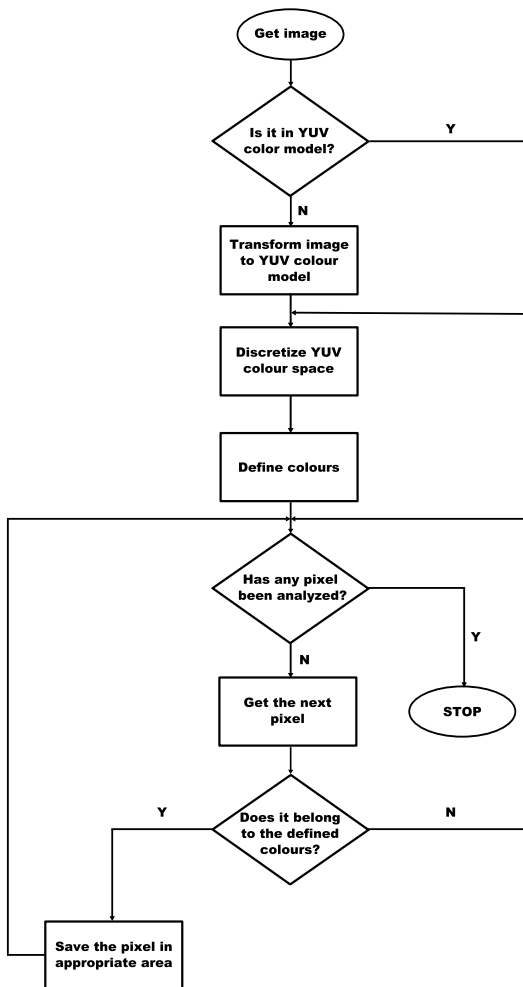 Get image
Is it in YUV
color model?
Y
N
Transform image
to YUV colour
model
Discretize YUV
colour space
Define colours
Has any pixel
been analyzed?
Y
N
Get the next
pixel
STOP
Does it belong
to the defined
colours?
Y
N
Save the pixel in
appropriate area